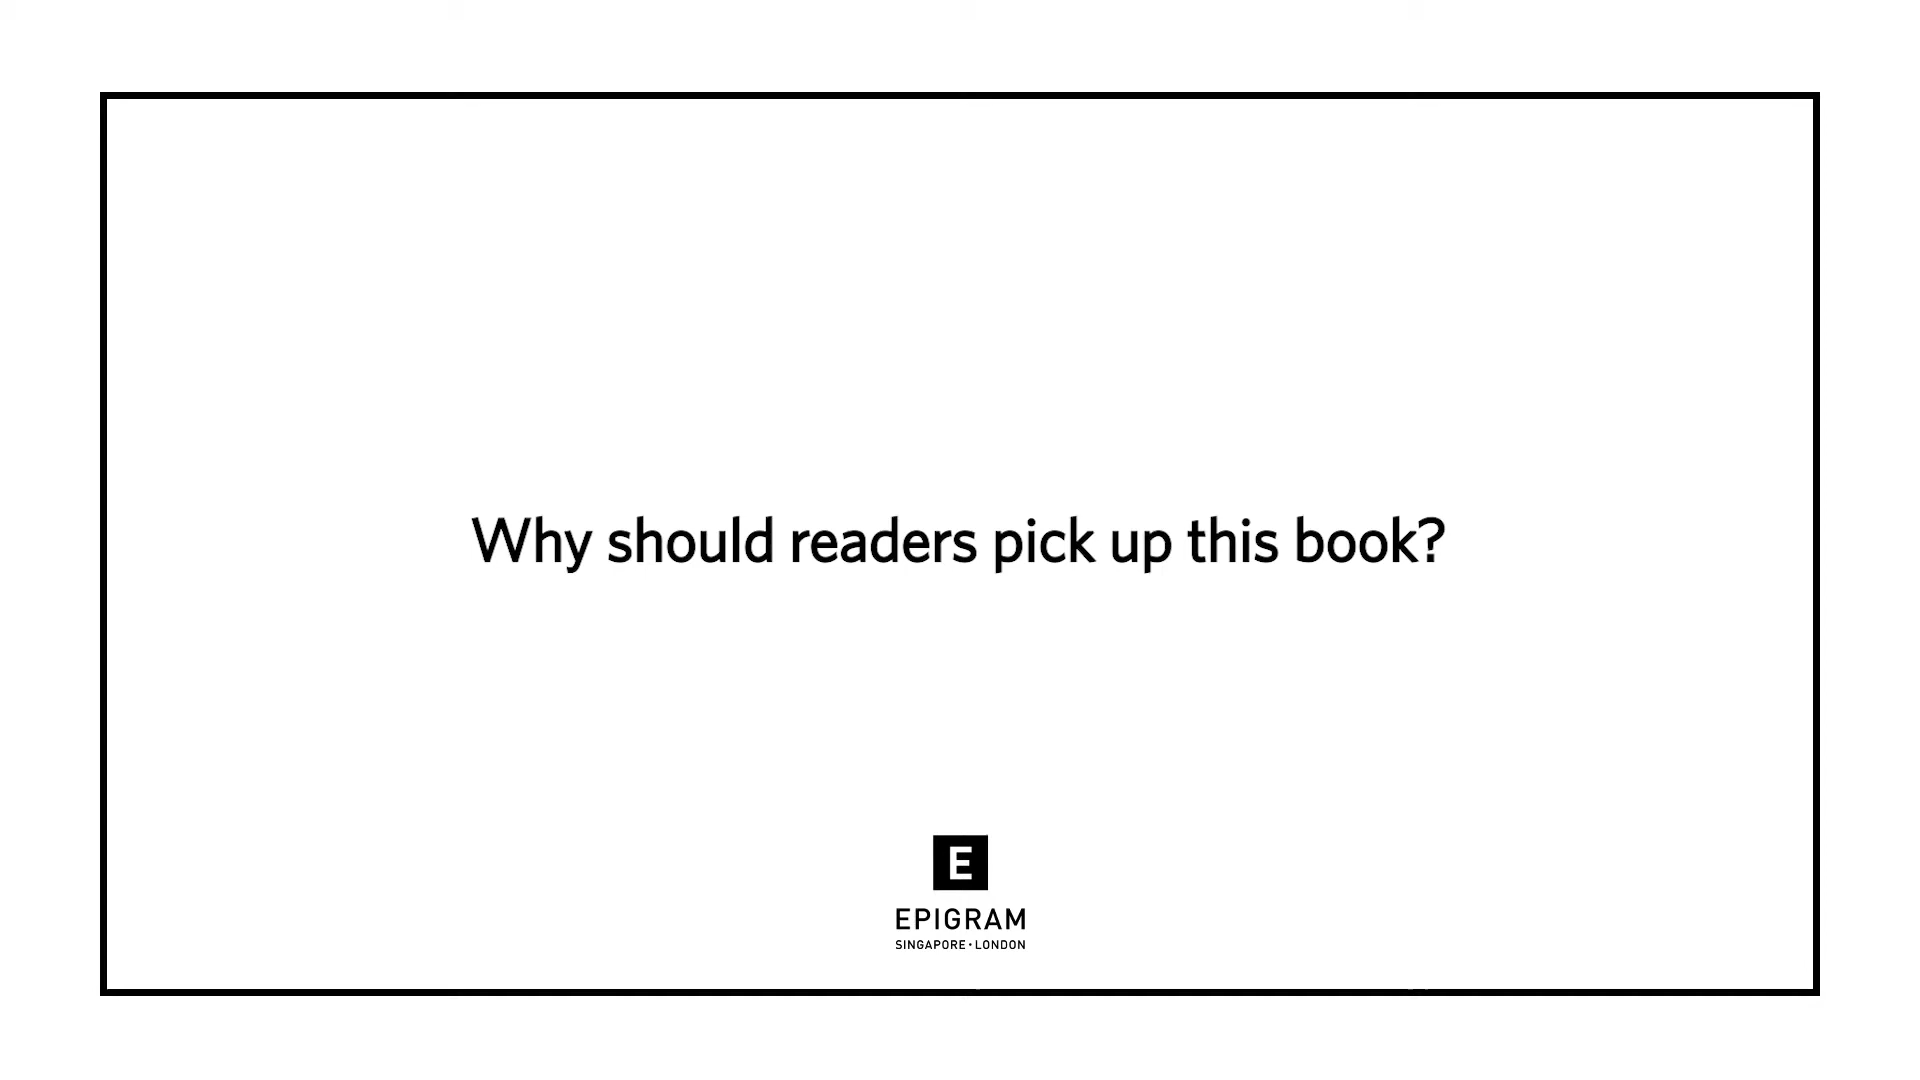 Why should readers pick up this book?
E
EPIGRAM
SINGAPORE · LONDON